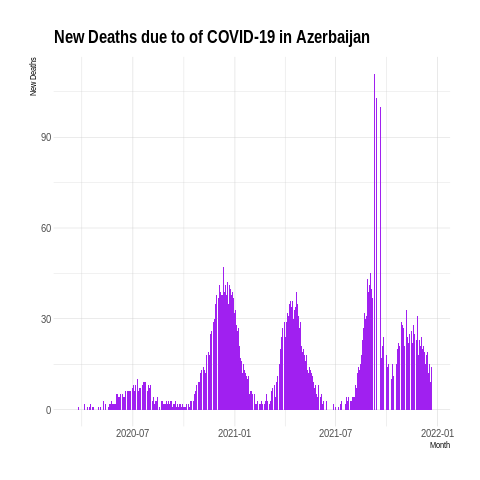 New Deaths due to of COVID-19 in Azerbaijan
New Deaths
90
60
30
0
2020-07
2021-01
2021-07
2022-01
Month